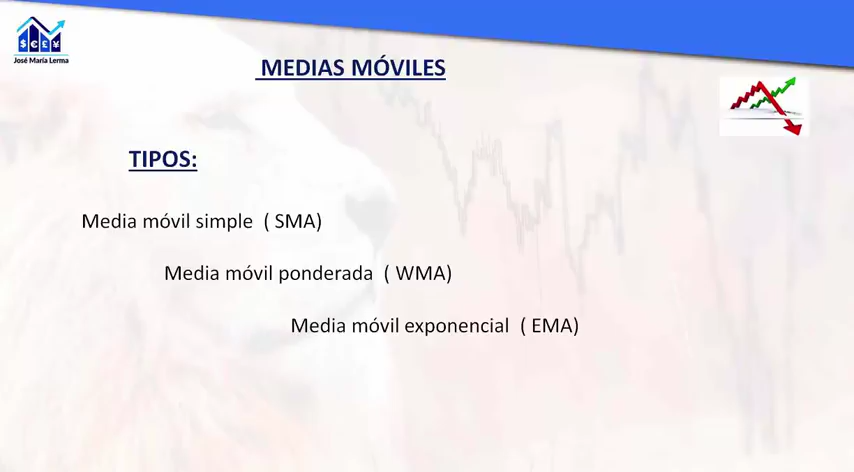 $ € £ ¥
José María Lerma
MEDIAS MÓVILES
TIPOS:
Media móvil simple ( SMA)
Media móvil ponderada ( WMA)
Media móvil exponencial ( EMA)